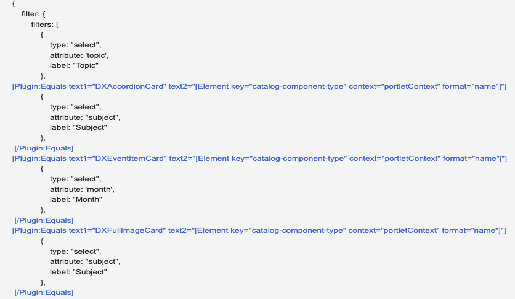 {
filter: {
filters: [
{
type: "select",
attribute: 'topic',
label: "Topic"
},
[Plugin:Equals text1="DXAccordionCard" text2="[Element key="catalog-component-type" context="portletContext" format="name"]"]
{
type: "select",
attribute: "subject",
label: "Subject"
},
[/Plugin:Equals]
[Plugin:Equals text1="DXEventItemCard" text2="[Element key="catalog-component-type" context="portletContext" format="name"]"]
{
type: "select",
attribute: 'month',
label: "Month"
},
[/Plugin:Equals]
[Plugin:Equals text1="DXFullImageCard" text2="[Element key="catalog-component-type" context="portletContext" format="name"]"]
{
type: "select",
attribute: "subject",
label: "Subject"
},
[/Plugin:Equals]